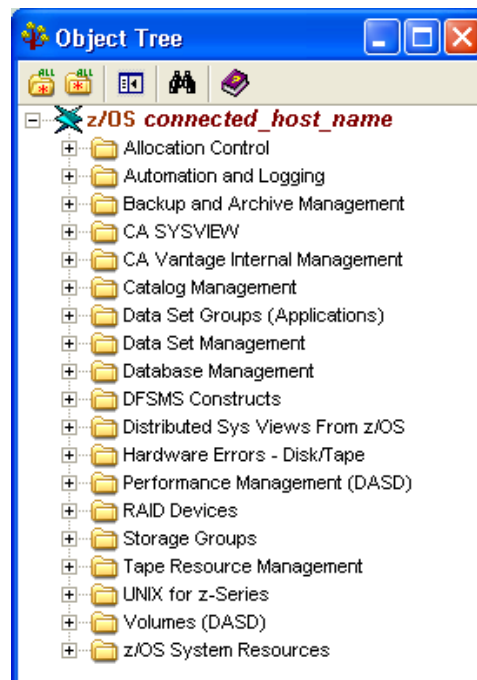 Object Tree
ALL ALL
z/OS connected_host_name
Allocation Control
Automation and Logging
Backup and Archive Management
CA SYSVIEW
CA Vantage Internal Management
Catalog Management
Data Set Groups (Applications)
Data Set Management
Database Management
DFSMS Constructs
Distributed Sys Views From z/OS
Hardware Errors - Disk/Tape
Performance Management (DASD)
RAID Devices
Storage Groups
Tape Resource Management
UNIX for z-Series
Volumes (DASD)
z/OS System Resources